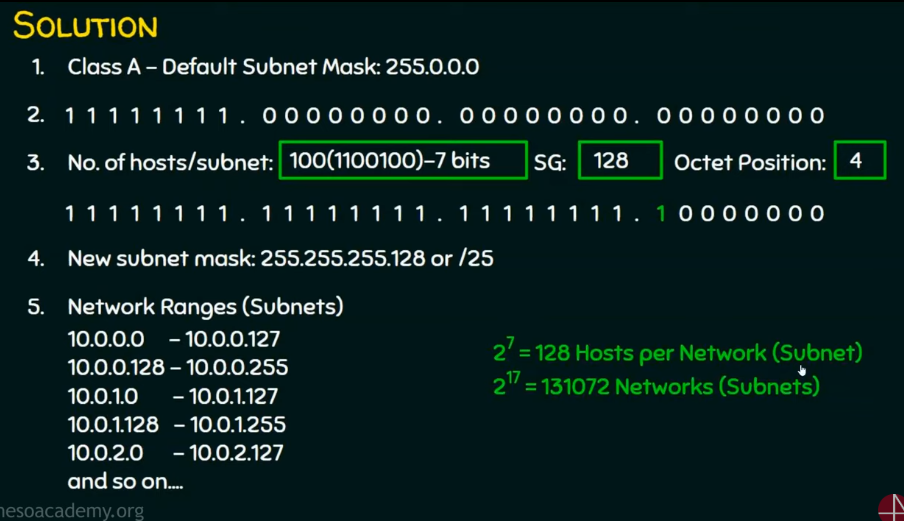 SOLUTION
1. Class A – Default Subnet Mask: 255.0.0.0
2. 1 1 1 1 1 1 1 1 . 0 0 0 0 0 0 0 0 . 0 0 0 0 0 0 0 0 . 0 0 0 0 0 0 0 0
3. No. of hosts/subnet: 100(1100100)–7 bits SG: 128 Octet Position: 4
1 1 1 1 1 1 1 1 . 1 1 1 1 1 1 1 1 . 1 1 1 1 1 1 1 1 . 1 0 0 0 0 0 0 0
4. New subnet mask: 255.255.255.128 or /25
5. Network Ranges (Subnets)
10.0.0.0 – 10.0.0.127
10.0.0.128 – 10.0.0.255
10.0.1.0 – 10.0.1.127
10.0.1.128 – 10.0.1.255
10.0.2.0 – 10.0.2.127
and so on....
2^7 = 128 Hosts per Network (Subnet)
2^17 = 131072 Networks (Subnets)
nesoacademy.org